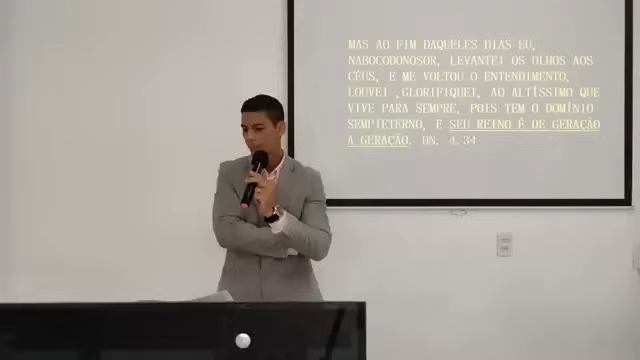 MAS AO FIM DAQUELES DIAS EU,
NABOCODONOSOR, LEVANTEI OS OLHOS AOS
CÉUS, E ME VOLTOU O ENTENDIMENTO,
LOUVEI ,GLORIFIQUEI, AO ALTÍSSIMO QUE
VIVE PARA SEMPRE, POIS TEM O DOMÍNIO
SEMPIETERNO, E SEU REINO É DE GERAÇÃO
A GERAÇÃO. DN. 4.34